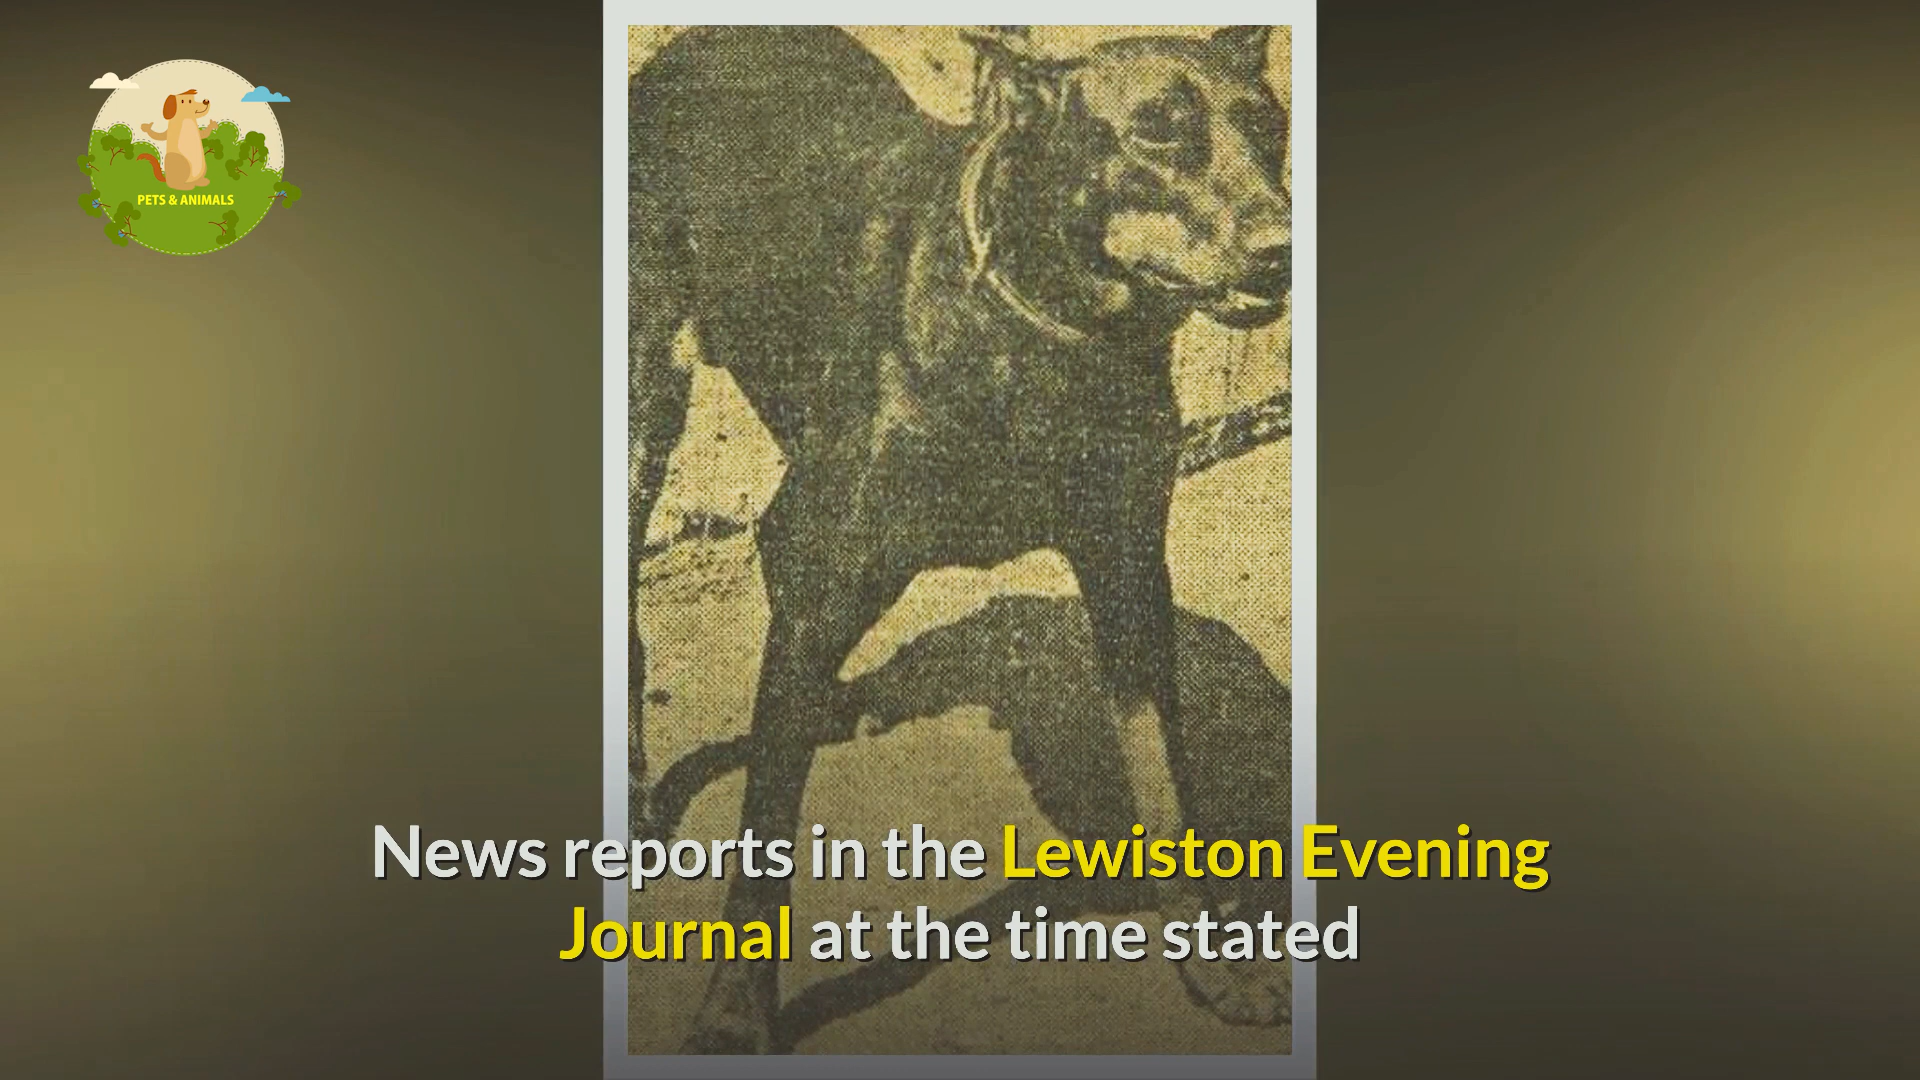 PETS & ANIMALS
News reports in the Lewiston Evening
Journal at the time stated